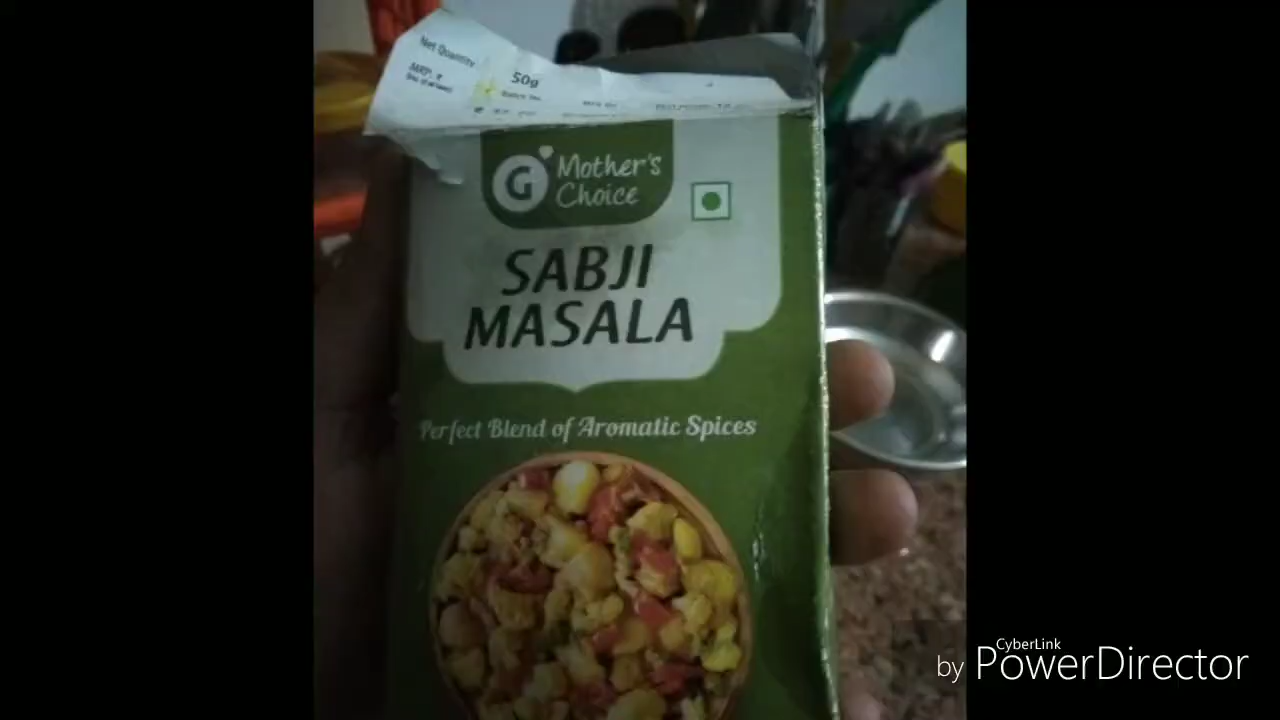 Net Quantity
50g
MRP ₹
G Mother's
Choice
SABJI
MASALA
Perfect Blend of Aromatic Spices
CyberLink
by PowerDirector